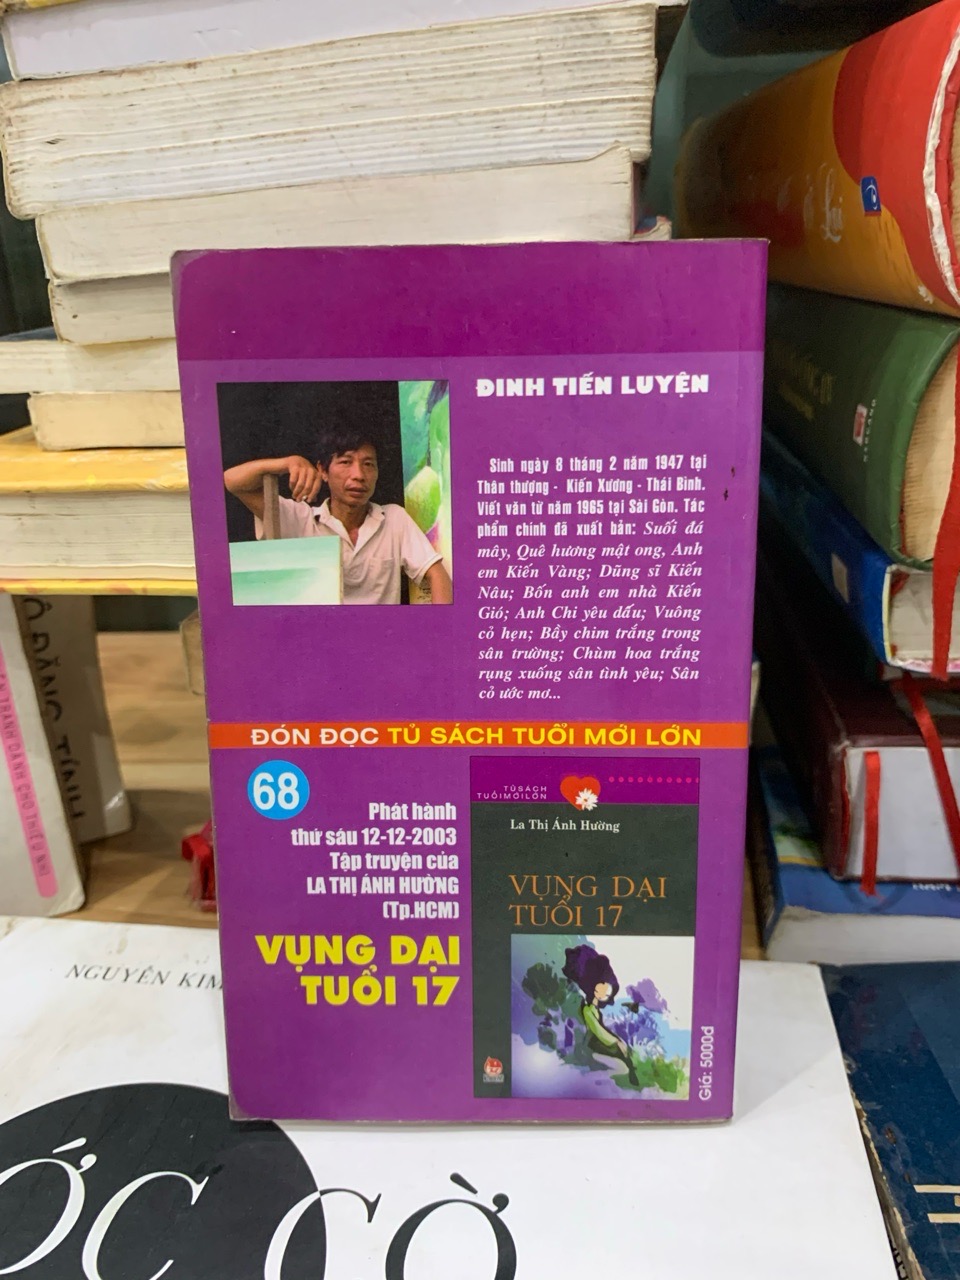 ĐINH TIẾN LUYỆN
Sinh ngày 8 tháng 2 năm 1947 tại
Thân thượng - Kiến Xương - Thái Bình.
Viết văn từ năm 1965 tại Sài Gòn. Tác
phẩm chính đã xuất bản: Suối đá
mây, Quê hương mật ong, Anh
em Kiến Vàng; Dũng sĩ Kiến
Nâu; Bốn anh em nhà Kiến
Gió; Anh Chi yêu dấu; Vuông
cỏ hẹn; Bầy chim trắng trong
sân trường; Chùm hoa trắng
rụng xuống sân tình yêu; Sân
cỏ ước mơ...
ĐÓN ĐỌC TỦ SÁCH TUỔI MỚI LỚN
68
Phát hành
thứ sáu 12-12-2003
Tập truyện của
LA THỊ ÁNH HƯỜNG
(Tp.HCM)
VỤNG DẠI
TUỔI 17
TỦ SÁCH
TUỔI MỚI LỚN
La Thị Ánh Hường
VỤNG DẠI
TUỔI 17
Giá: 5000đ
NGUYỄN KIM
ỚC CỜ